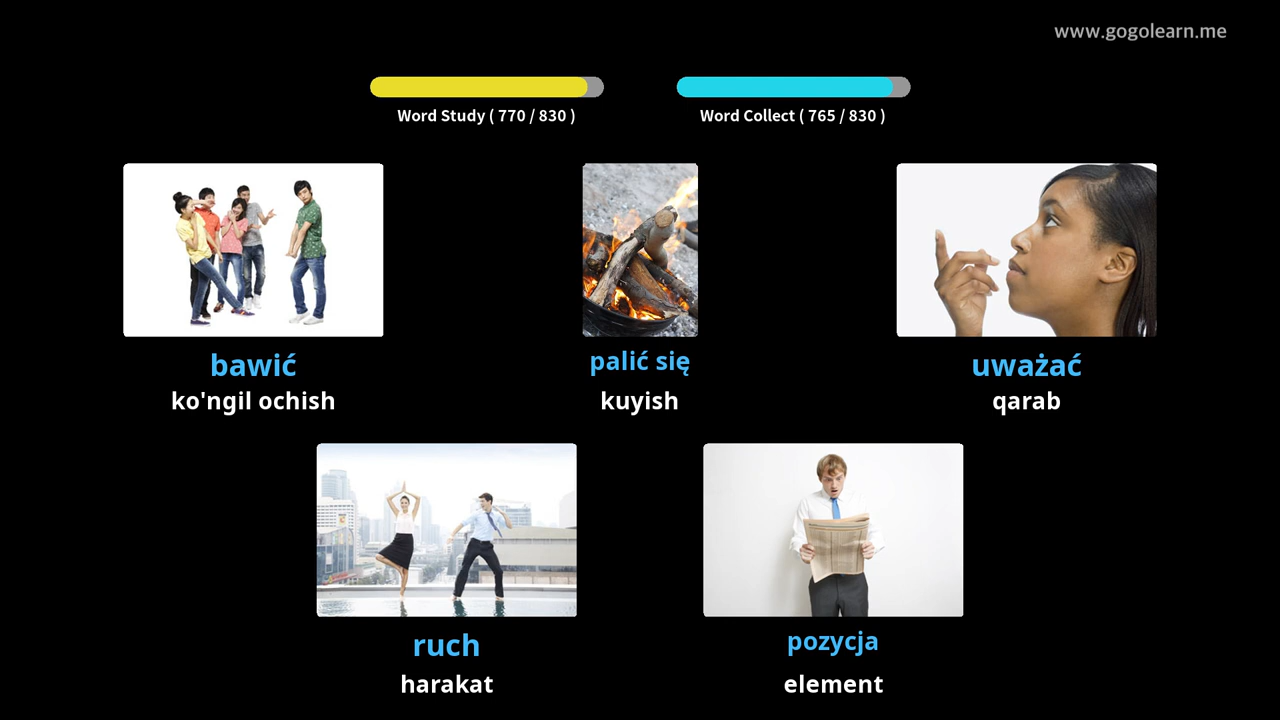 www.gogolearn.me
Word Study ( 770 / 830 )
Word Collect ( 765 / 830 )
bawić
ko'ngil ochish
palić się
kuyish
uważać
qarab
ruch
harakat
pozycja
element